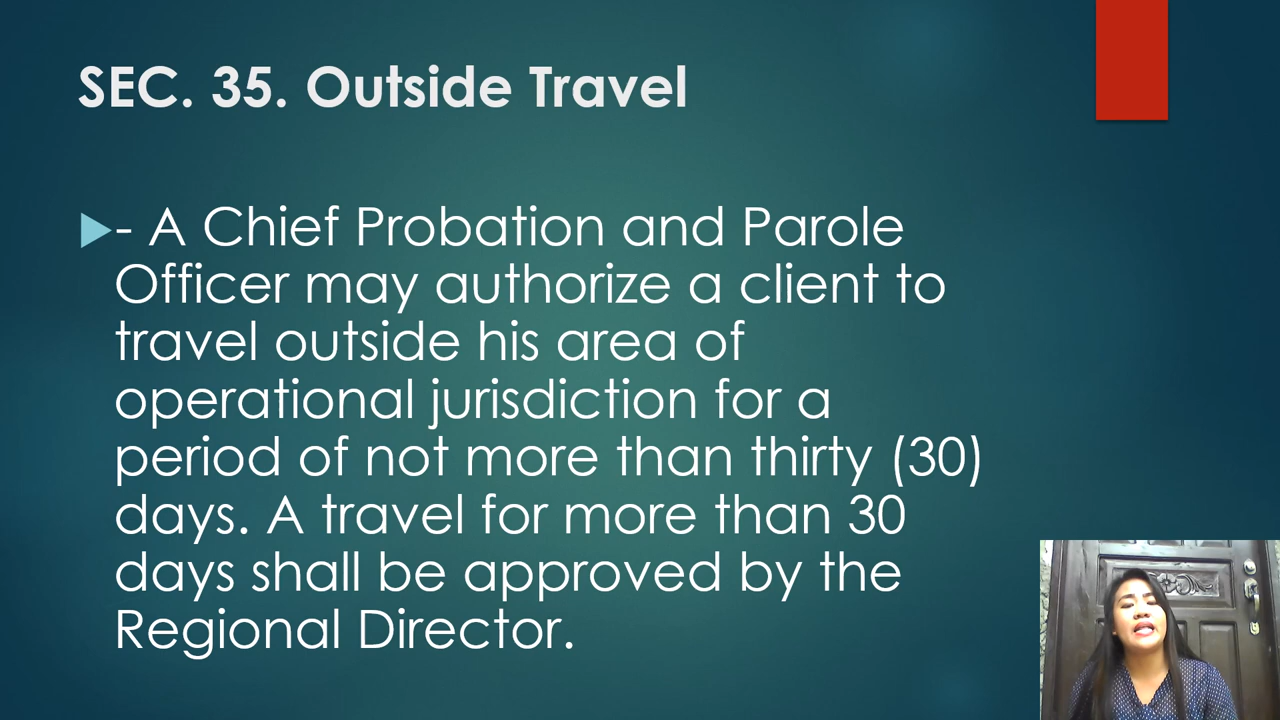 SEC. 35. Outside Travel
- A Chief Probation and Parole
Officer may authorize a client to
travel outside his area of
operational jurisdiction for a
period of not more than thirty (30)
days. A travel for more than 30
days shall be approved by the
Regional Director.